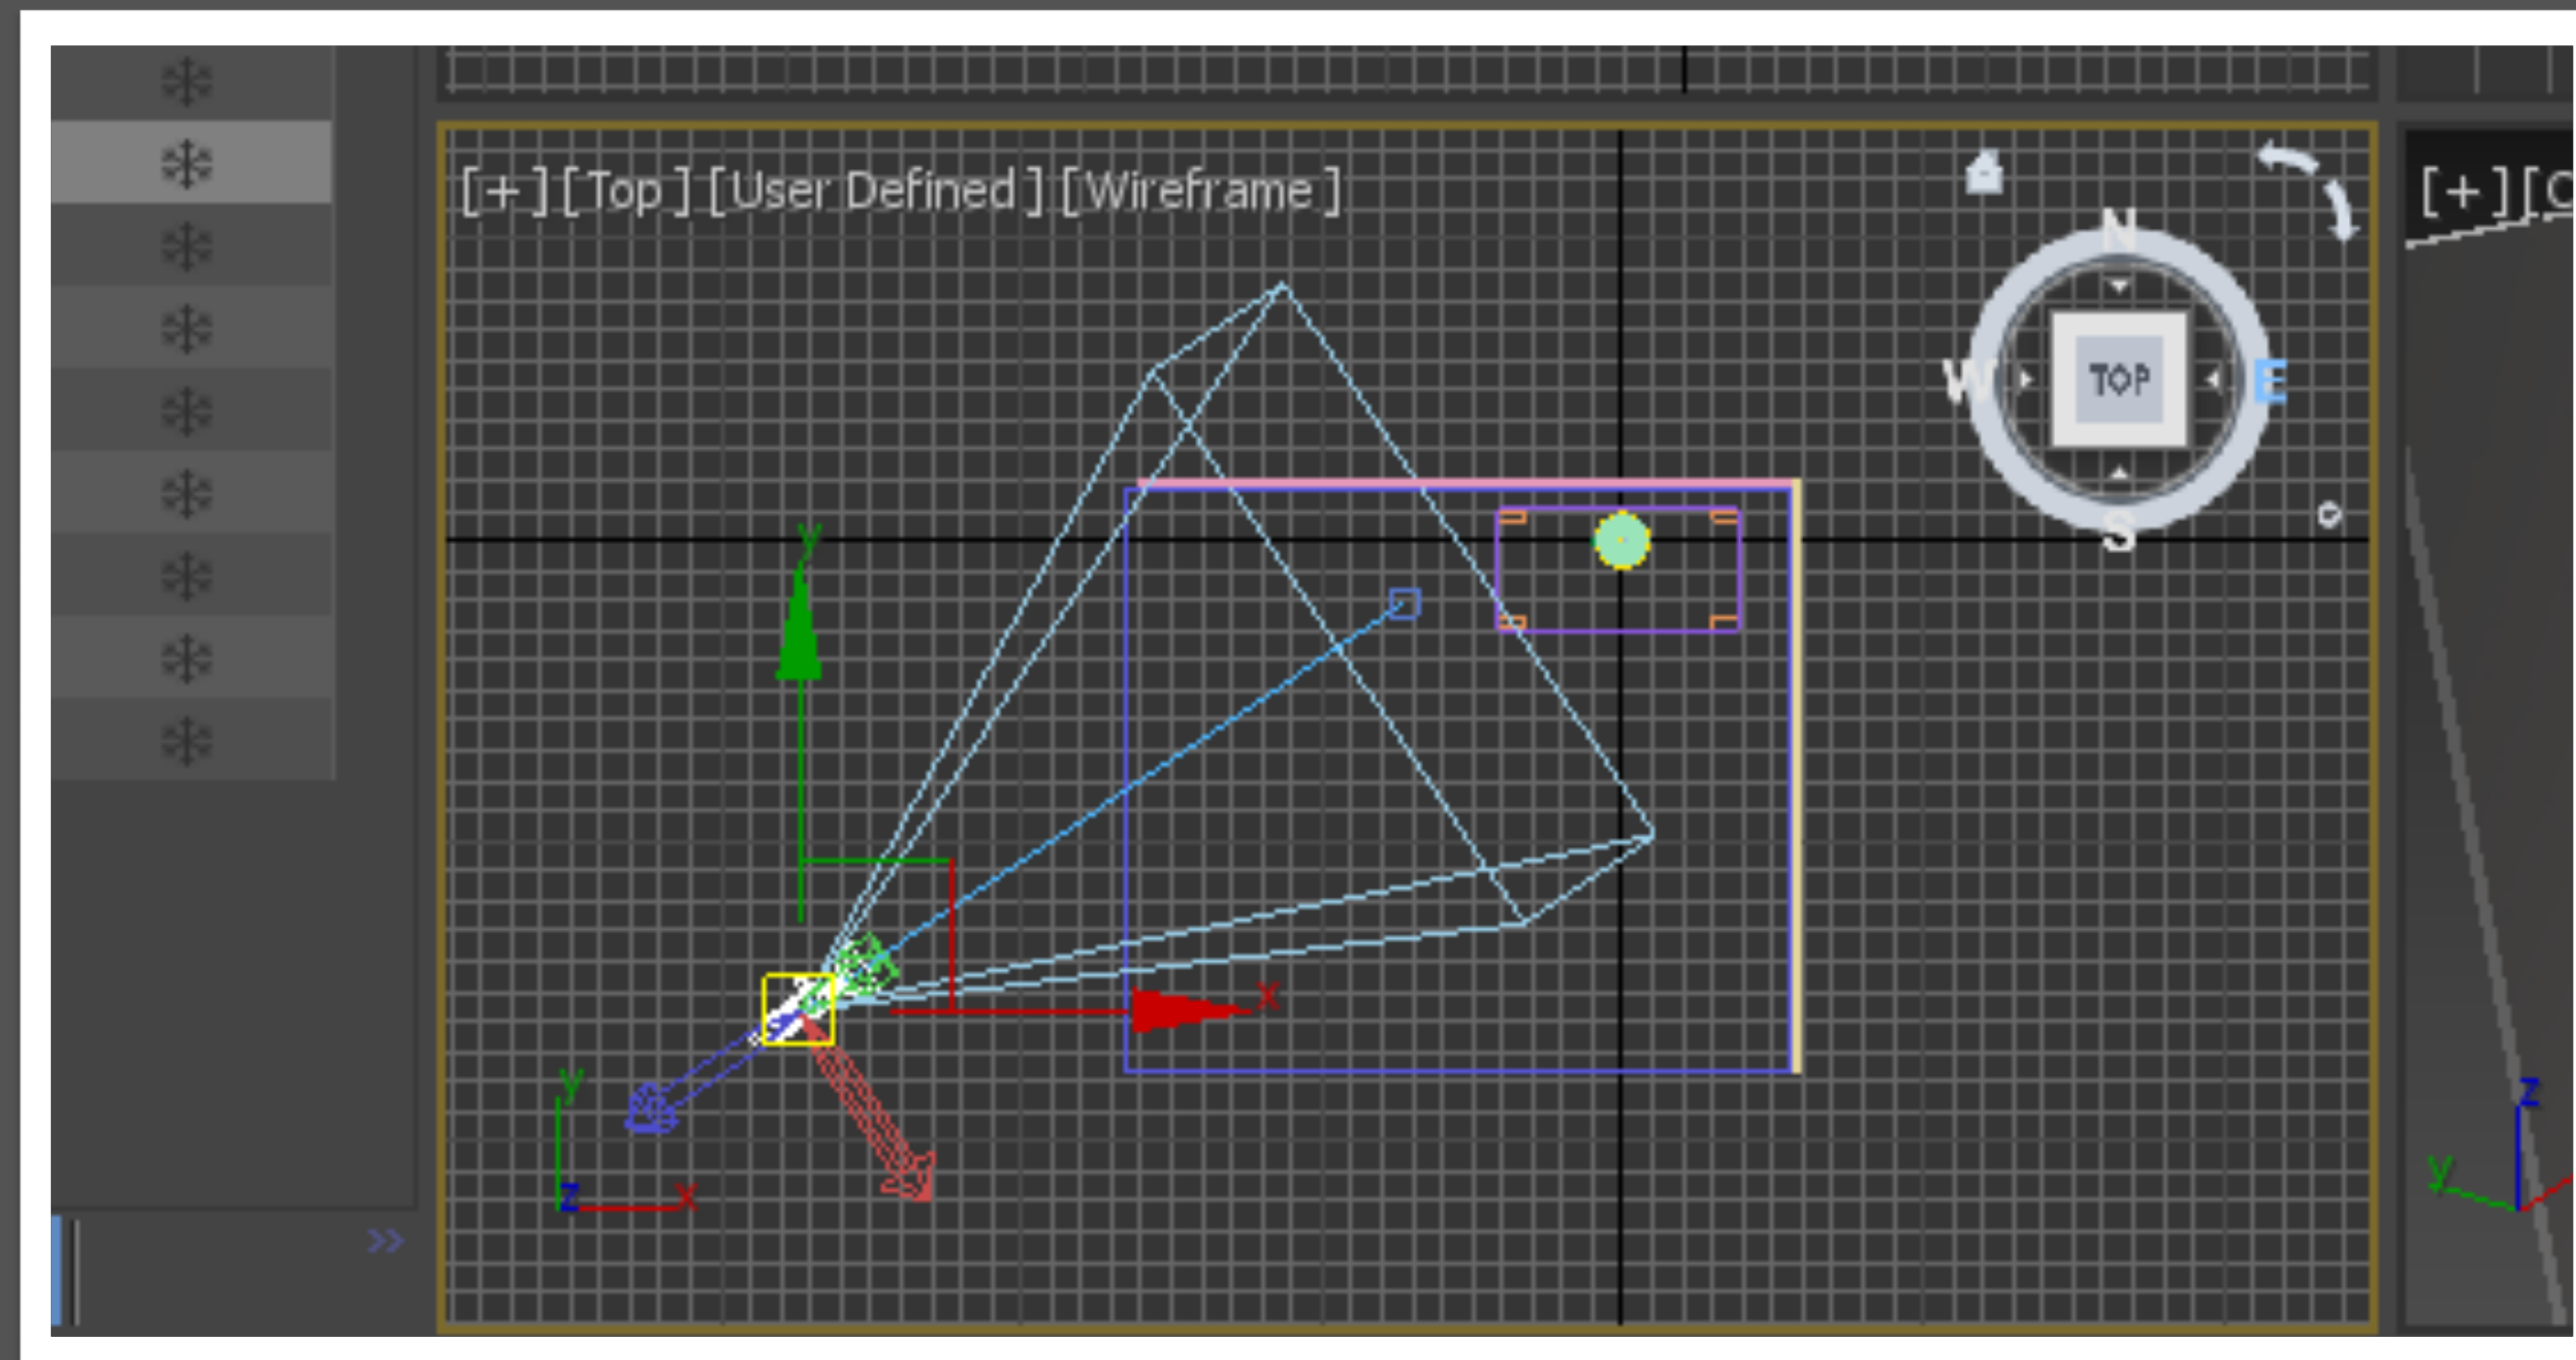 [+][Top][User Defined][Wireframe]
[+][C
N
W
TOP
E
S
y
x
y
z
x
z
y
»